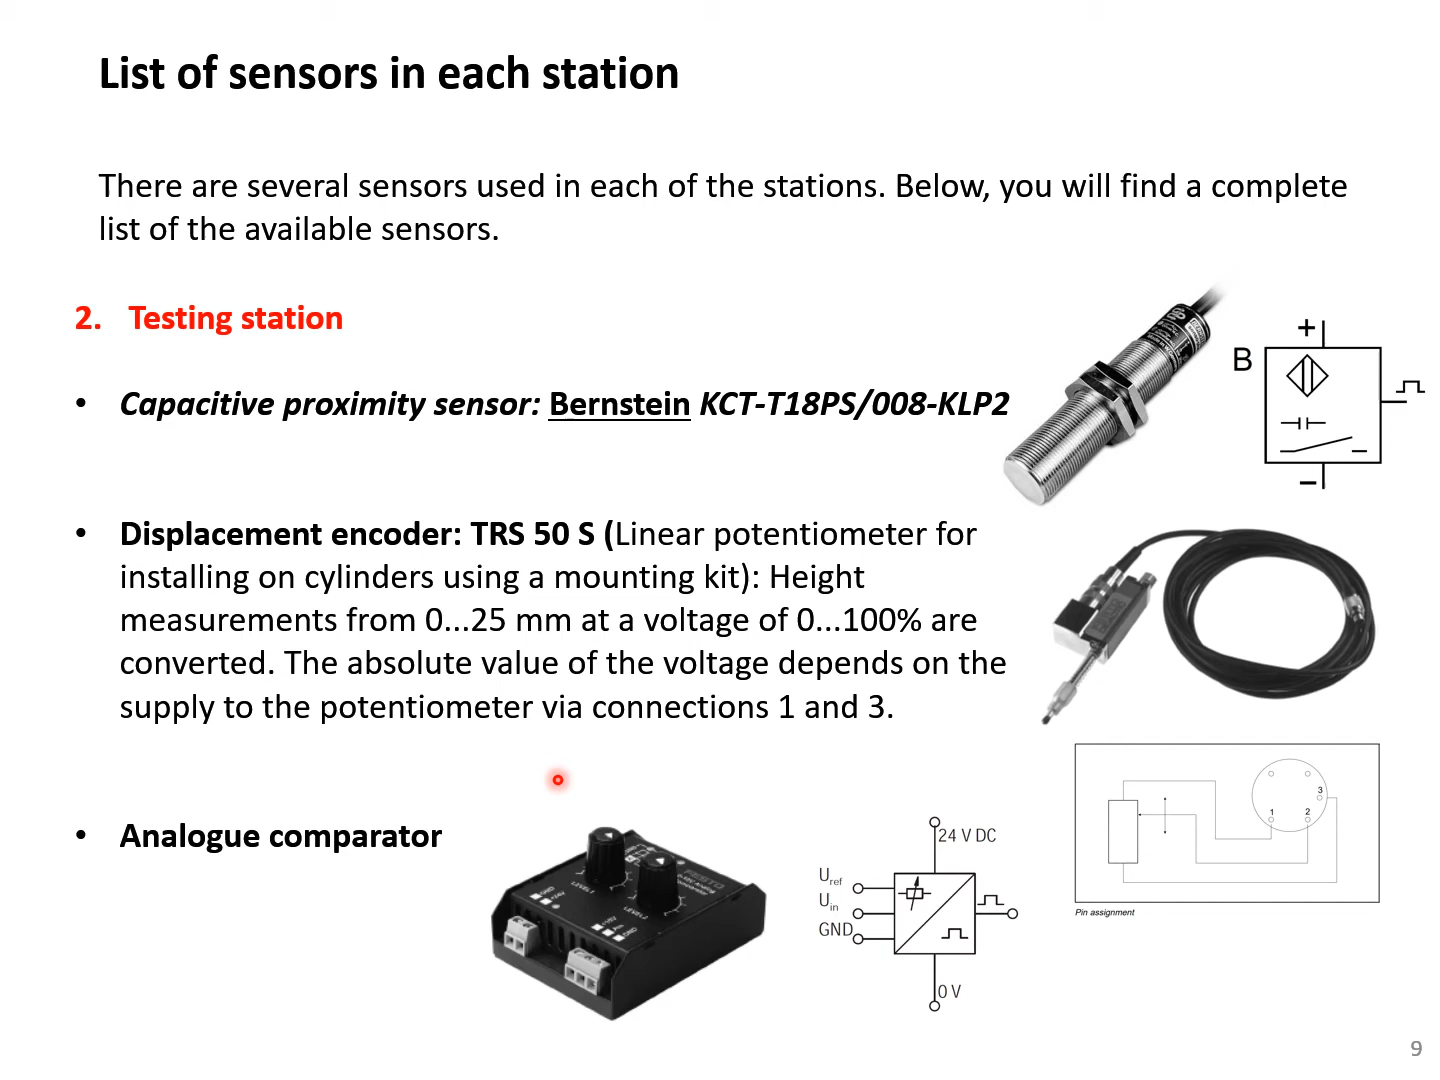 List of sensors in each station
There are several sensors used in each of the stations. Below, you will find a complete
list of the available sensors.
2. Testing station
• Capacitive proximity sensor: Bernstein KCT-T18PS/008-KLP2
+
B
−
• Displacement encoder: TRS 50 S (Linear potentiometer for
installing on cylinders using a mounting kit): Height
measurements from 0...25 mm at a voltage of 0...100% are
converted. The absolute value of the voltage depends on the
supply to the potentiometer via connections 1 and 3.
3
1 2
Pin assignment
• Analogue comparator
FESTO
LEVEL1
LEVEL2
24 V DC
Uref
Uin
GND
0 V
9